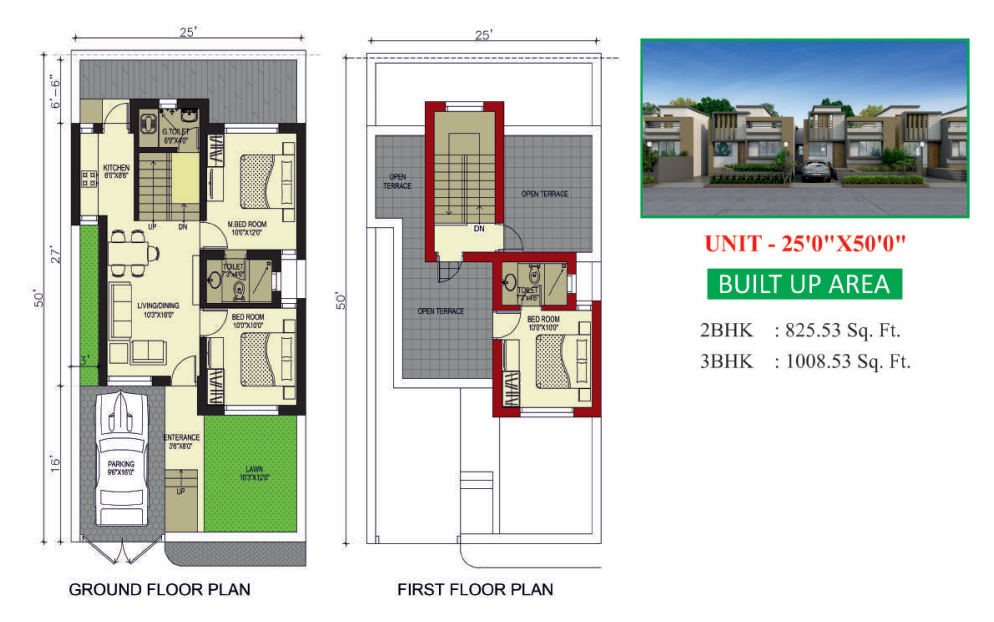 25'
6'-6"
27'
50'
16'
3'
G.TOILET
6'9"X4'0"
KITCHEN
6'0"X8'6"
UP
DN
M.BED ROOM
10'0"X12'0"
TOILET
7'3"x4'6"
LIVING/DINING
10'3"X16'0"
BED ROOM
10'0"X10'0"
ENTERANCE
3'6"X8'0"
PARKING
9'6"X16'0"
UP
LAWN
10'3"X12'0"
GROUND FLOOR PLAN
25'
50'
OPEN
TERRACE
OPEN TERRACE
DN
TOILET
7'3"x4'6"
OPEN TERRACE
BED ROOM
10'0"X10'0"
FIRST FLOOR PLAN
UNIT - 25'0"X50'0"
BUILT UP AREA
2BHK : 825.53 Sq. Ft.
3BHK : 1008.53 Sq. Ft.